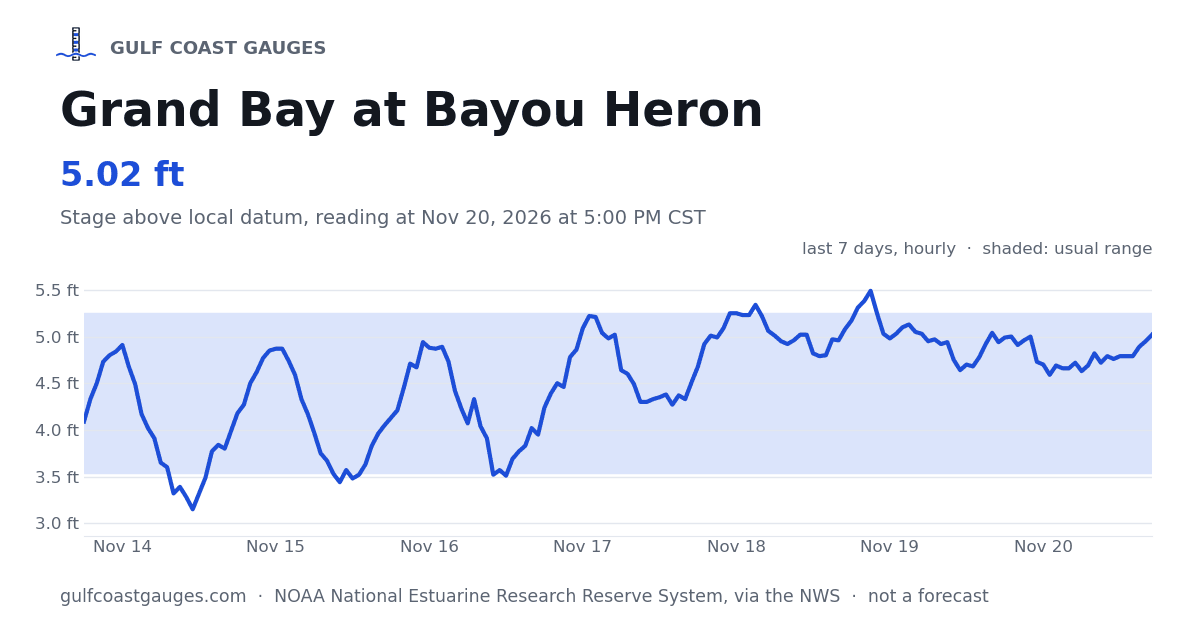 GULF COAST GAUGES
Grand Bay at Bayou Heron
5.02 ft
Stage above local datum, reading at Nov 20, 2026 at 5:00 PM CST
last 7 days, hourly · shaded: usual range
5.5 ft
5.0 ft
4.5 ft
4.0 ft
3.5 ft
3.0 ft
Nov 14 Nov 15 Nov 16 Nov 17 Nov 18 Nov 19 Nov 20
gulfcoastgauges.com · NOAA National Estuarine Research Reserve System, via the NWS · not a forecast